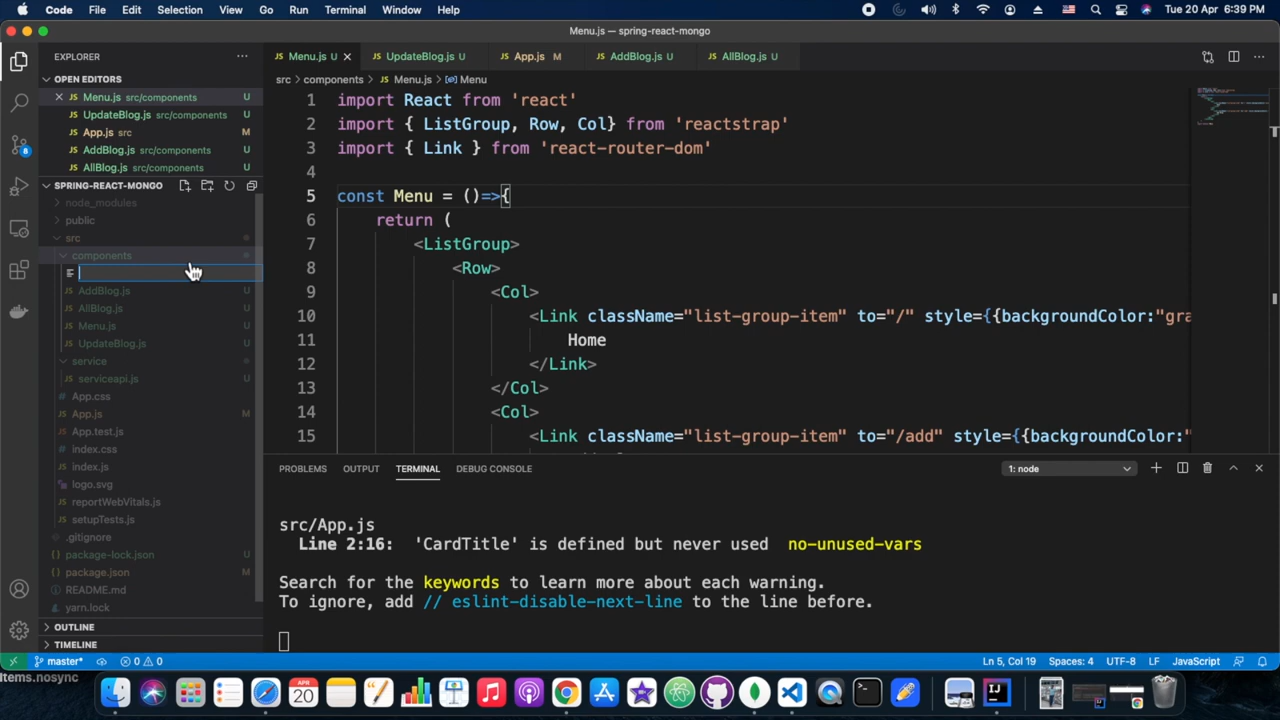 Code File Edit Selection View Go Run Terminal Window Help Tue 20 Apr 6:39 PM
Menu.js — spring-react-mongo
EXPLORER
OPEN EDITORS
Menu.js src/components U
UpdateBlog.js src/components U
App.js src M
AddBlog.js src/components U
AllBlog.js src/components U
SPRING-REACT-MONGO
node_modules
public
src
components
AddBlog.js U
AllBlog.js U
Menu.js U
UpdateBlog.js U
service
serviceapi.js U
App.css
App.js M
App.test.js
index.css
index.js
logo.svg
reportWebVitals.js
setupTests.js
.gitignore
package-lock.json U
package.json M
README.md
yarn.lock
OUTLINE
TIMELINE
8
JS Menu.js U JS UpdateBlog.js U JS App.js M JS AddBlog.js U JS AllBlog.js U
src > components > JS Menu.js > Menu
1 import React from 'react'
2 import { ListGroup, Row, Col} from 'reactstrap'
3 import { Link } from 'react-router-dom'
4
5 const Menu = ()=>{
6 return (
7 <ListGroup>
8 <Row>
9 <Col>
10 <Link className="list-group-item" to="/" style={{backgroundColor:"gra
11 Home
12 </Link>
13 </Col>
14 <Col>
15 <Link className="list-group-item" to="/add" style={{backgroundColor:"
PROBLEMS OUTPUT TERMINAL DEBUG CONSOLE 1: node
src/App.js
Line 2:16: 'CardTitle' is defined but never used no-unused-vars
Search for the keywords to learn more about each warning.
To ignore, add // eslint-disable-next-line to the line before.
master* 0 0 Ln 5, Col 19 Spaces: 4 UTF-8 LF JavaScript
Items.nosync
APR
20